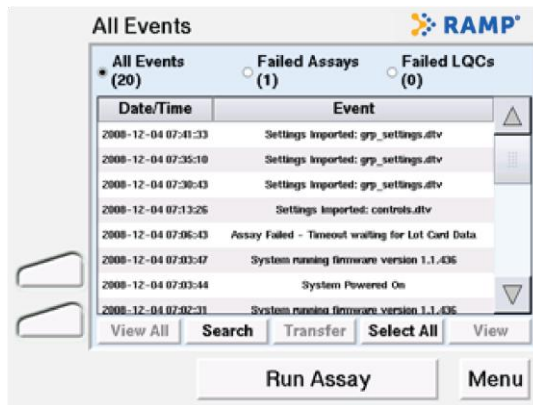 All Events
RAMP®
All Events
(20)
Failed Assays
(1)
Failed LQCs
(0)
Date/Time Event
2008-12-04 07:41:33 Settings Imported: grp_settings.dtv
2008-12-04 07:35:10 Settings Imported: grp_settings.dtv
2008-12-04 07:30:43 Settings Imported: grp_settings.dtv
2008-12-04 07:13:26 Settings Imported: controls.dtv
2008-12-04 07:06:43 Assay Failed - Timeout waiting for Lot Card Data
2008-12-04 07:03:47 System running firmware version 1.1.436
2008-12-04 07:03:44 System Powered On
2008-12-04 07:02:31 System running firmware version 1.1.436
View All Search Transfer Select All View
Run Assay Menu